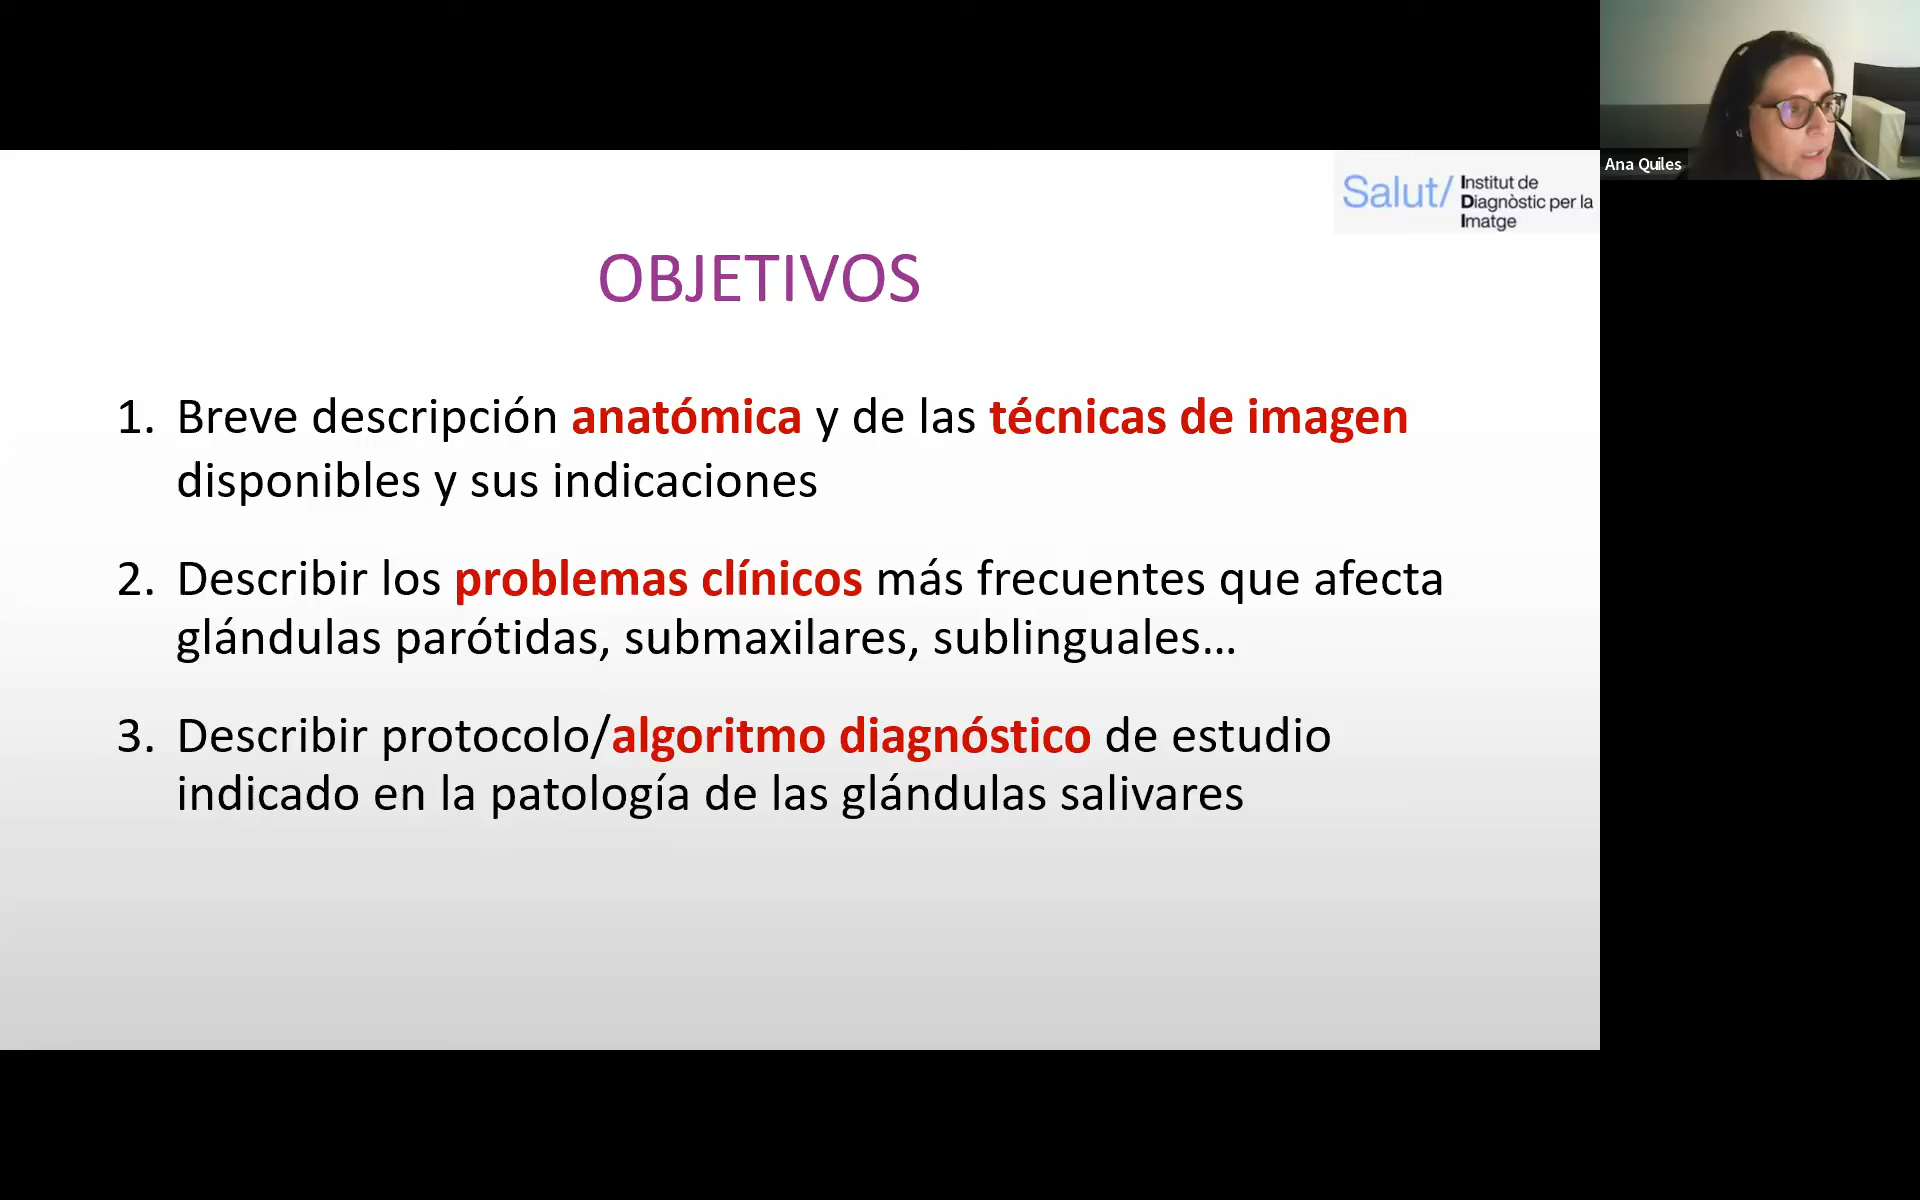 Salut/ Institut de
Diagnòstic per la
Imatge
Ana Quiles
OBJETIVOS
1. Breve descripción anatómica y de las técnicas de imagen
disponibles y sus indicaciones
2. Describir los problemas clínicos más frecuentes que afecta
glándulas parótidas, submaxilares, sublinguales...
3. Describir protocolo/algoritmo diagnóstico de estudio
indicado en la patología de las glándulas salivares